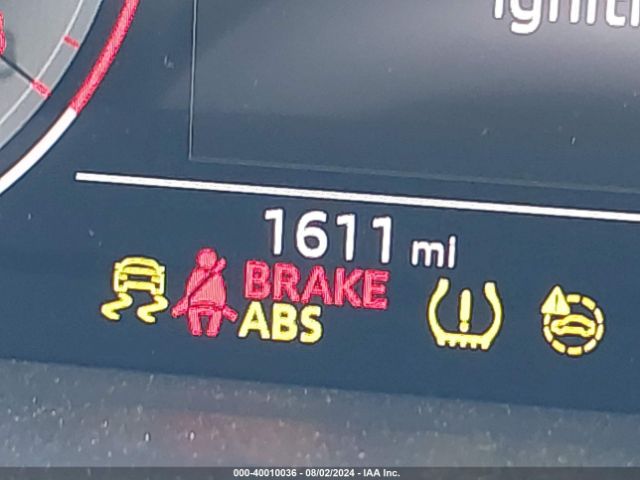 1611 mi
BRAKE
ABS
000-40010036 - 08/02/2024 - IAA Inc.